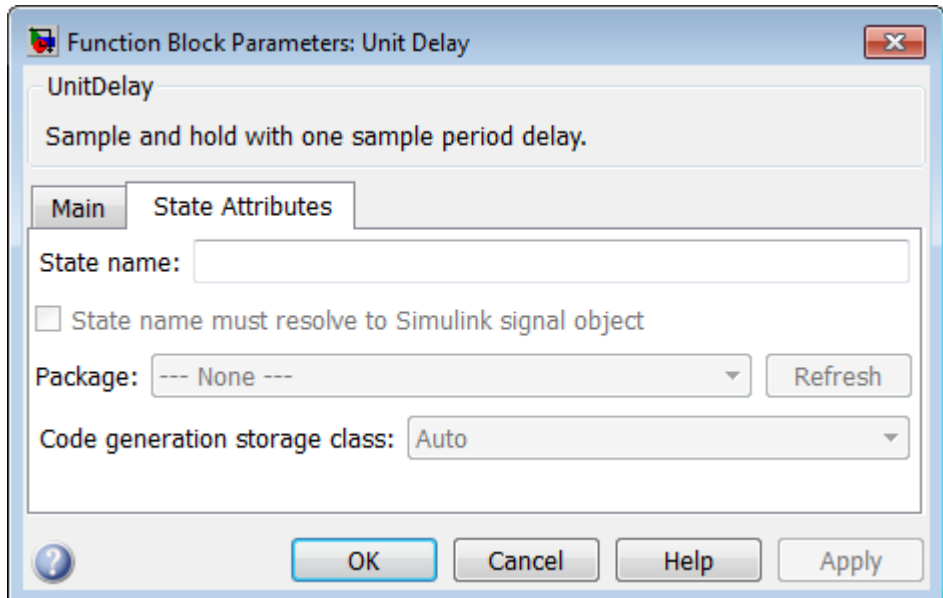 Function Block Parameters: Unit Delay
UnitDelay
Sample and hold with one sample period delay.
Main State Attributes
State name:
State name must resolve to Simulink signal object
Package: --- None --- Refresh
Code generation storage class: Auto
? OK Cancel Help Apply